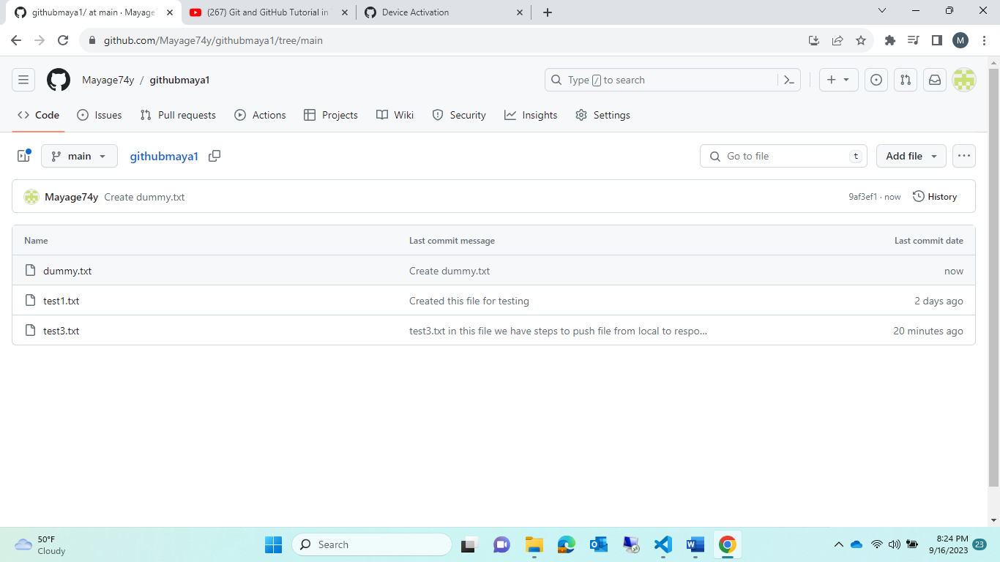 githubmaya1/ at main · Mayage
(267) Git and GitHub Tutorial in
Device Activation
github.com/Mayage74y/githubmaya1/tree/main
M
Mayage74y / githubmaya1
Type / to search
Code Issues Pull requests Actions Projects Wiki Security Insights Settings
main githubmaya1 Go to file t Add file
Mayage74y Create dummy.txt 9af3ef1 · now History
Name Last commit message Last commit date
dummy.txt Create dummy.txt now
test1.txt Created this file for testing 2 days ago
test3.txt test3.txt in this file we have steps to push file from local to respo... 20 minutes ago
50°F
Cloudy
Search
8:24 PM
9/16/2023
23